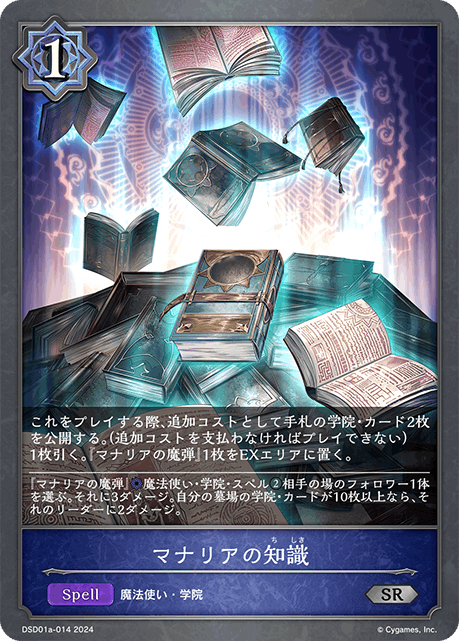 1
これをプレイする際、追加コストとして手札の学院・カード2枚
を公開する。(追加コストを支払わなければプレイできない)
1枚引く。『マナリアの魔弾』1枚をEXエリアに置く。
『マナリアの魔弾』魔法使い・学院・スペル2 相手の場のフォロワー1体
を選ぶ。それに3ダメージ。自分の墓場の学院・カードが10枚以上なら、そ
れのリーダーに2ダメージ。
ちしき
マナリアの知識
Spell 魔法使い・学院 SR
DSD01a-014 2024 © Cygames, Inc.